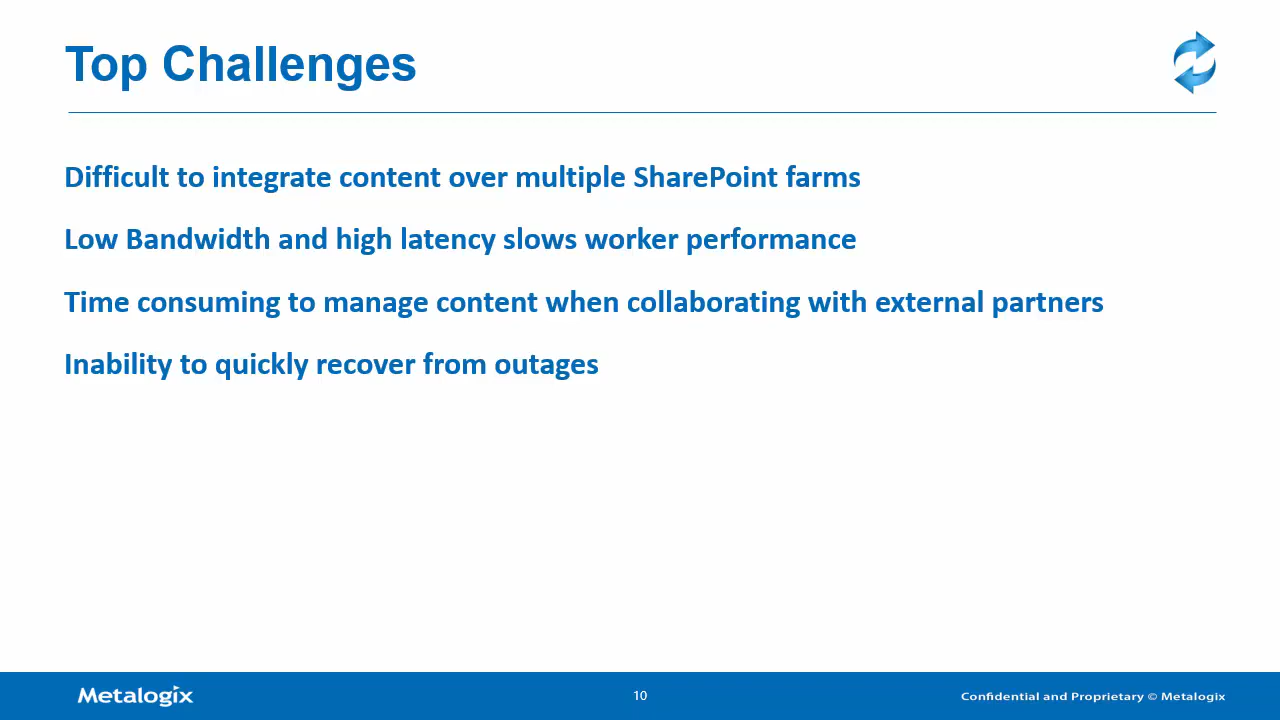 Top Challenges
Difficult to integrate content over multiple SharePoint farms
Low Bandwidth and high latency slows worker performance
Time consuming to manage content when collaborating with external partners
Inability to quickly recover from outages
Metalogix
10
Confidential and Proprietary © Metalogix